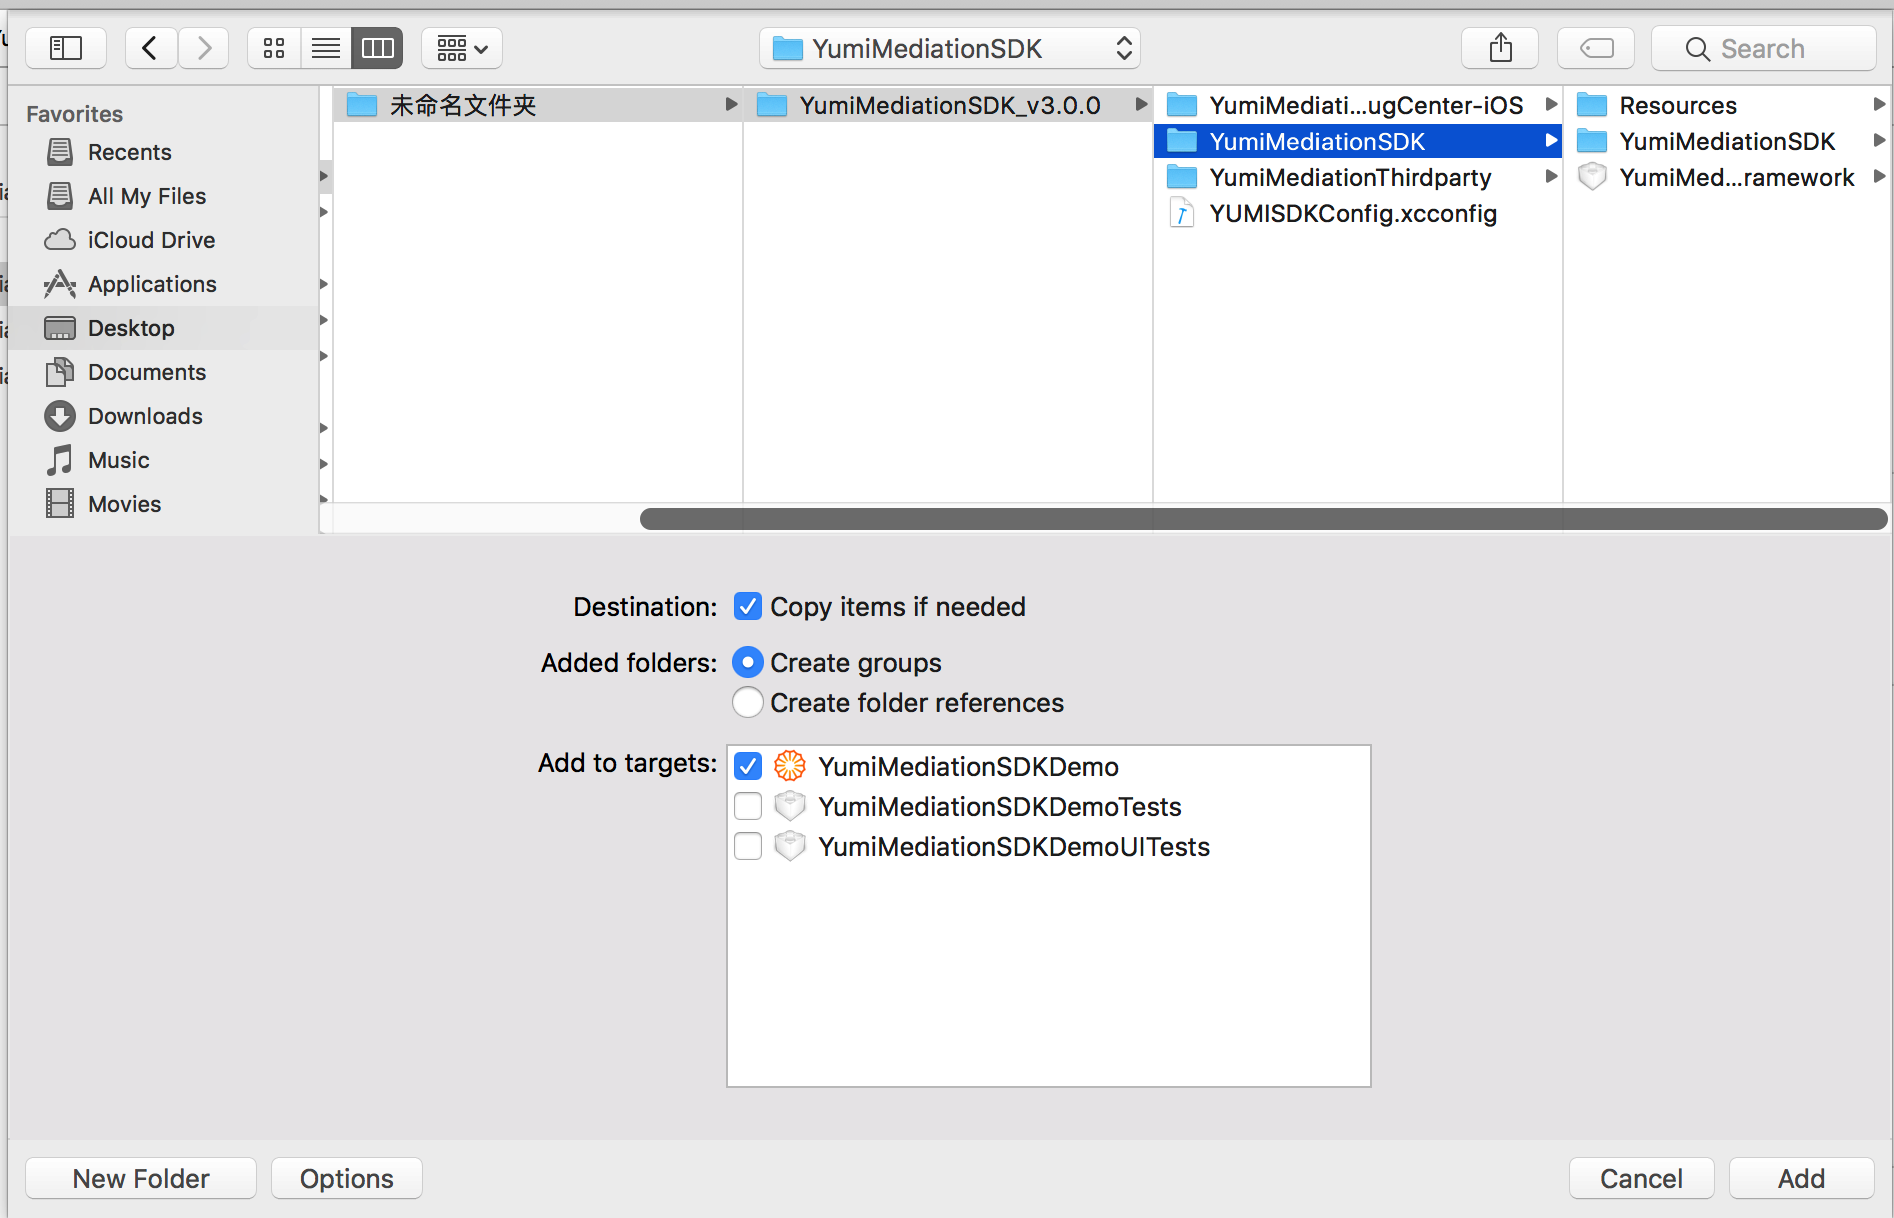 YumiMediationSDK
Search
Favorites
Recents
All My Files
iCloud Drive
Applications
Desktop
Documents
Downloads
Music
Movies
未命名文件夹
YumiMediationSDK_v3.0.0
YumiMediati...ugCenter-iOS
YumiMediationSDK
YumiMediationThirdparty
YUMISDKConfig.xcconfig
Resources
YumiMediationSDK
YumiMed...ramework
Destination: Copy items if needed
Added folders: Create groups
Create folder references
Add to targets: YumiMediationSDKDemo
YumiMediationSDKDemoTests
YumiMediationSDKDemoUITests
New Folder
Options
Cancel
Add